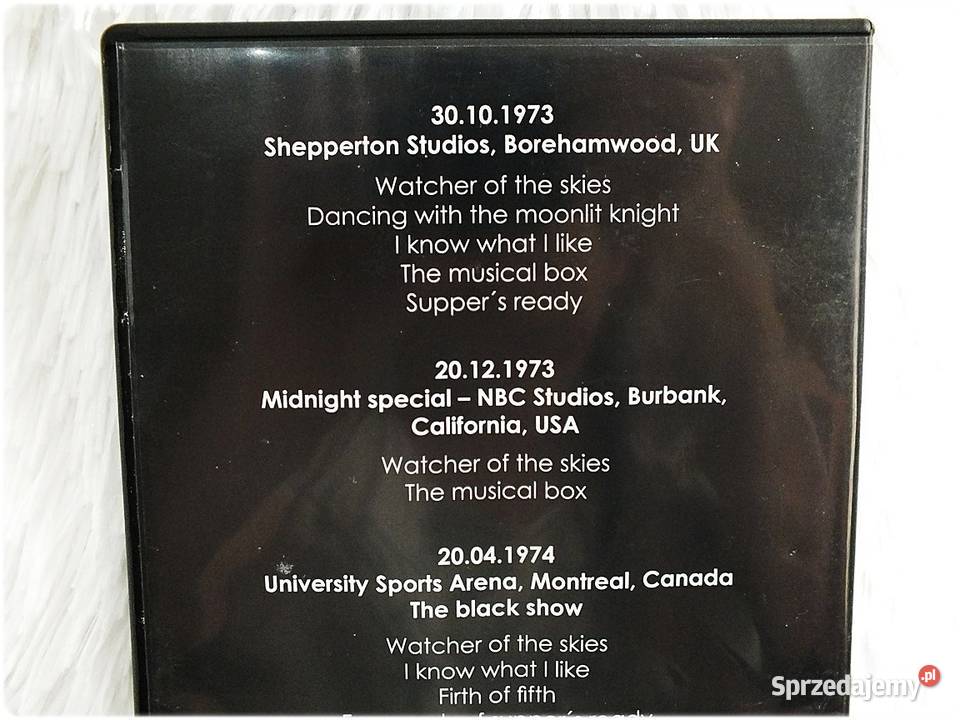 30.10.1973
Shepperton Studios, Borehamwood, UK
Watcher of the skies
Dancing with the moonlit knight
I know what I like
The musical box
Supper´s ready
20.12.1973
Midnight special – NBC Studios, Burbank,
California, USA
Watcher of the skies
The musical box
20.04.1974
University Sports Arena, Montreal, Canada
The black show
Watcher of the skies
I know what I like
Firth of fifth
of supper´s ready
Sprzedajemy.pl